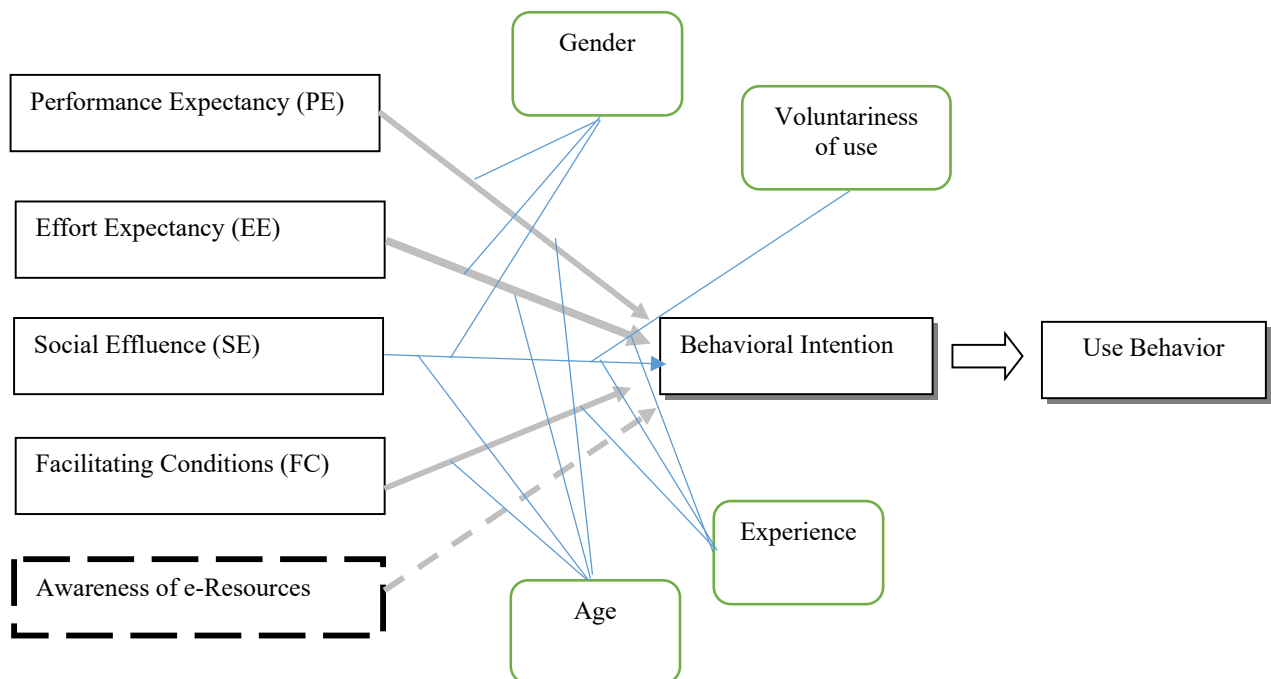 Gender
Performance Expectancy (PE)
Voluntariness
of use
Effort Expectancy (EE)
Social Effluence (SE)
Behavioral Intention
Use Behavior
Facilitating Conditions (FC)
Experience
Awareness of e-Resources
Age